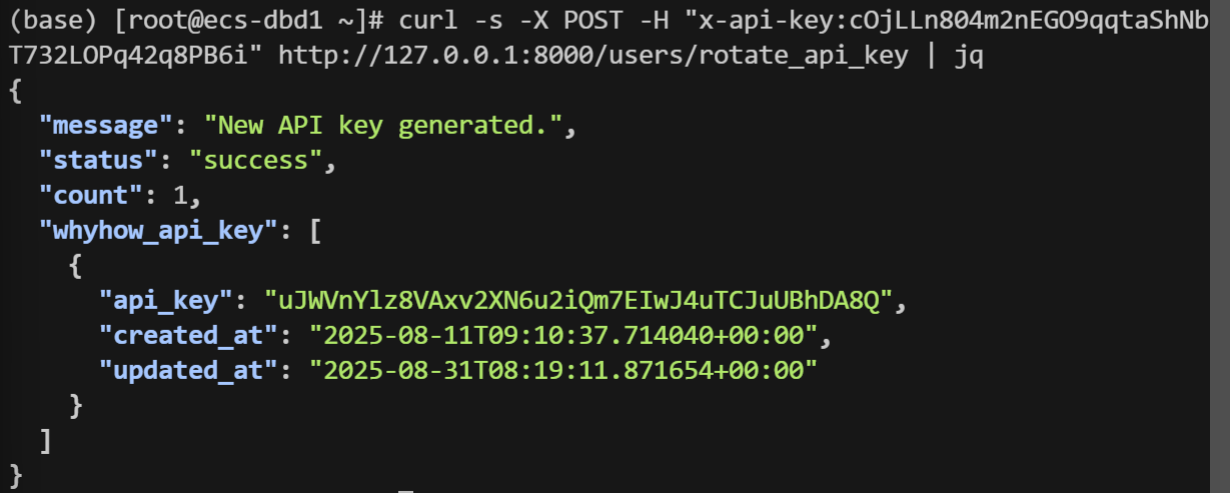 (base) [root@ecs-dbd1 ~]# curl -s -X POST -H "x-api-key:cOjLLn804m2nEGO9qqtaShNb
T732LOPq42q8PB6i" http://127.0.0.1:8000/users/rotate_api_key | jq
{
  "message": "New API key generated.",
  "status": "success",
  "count": 1,
  "whyhow_api_key": [
    {
      "api_key": "uJWVnYlz8VAxv2XN6u2iQm7EIwJ4uTCJuUBhDA8Q",
      "created_at": "2025-08-11T09:10:37.714040+00:00",
      "updated_at": "2025-08-31T08:19:11.871654+00:00"
    }
  ]
}